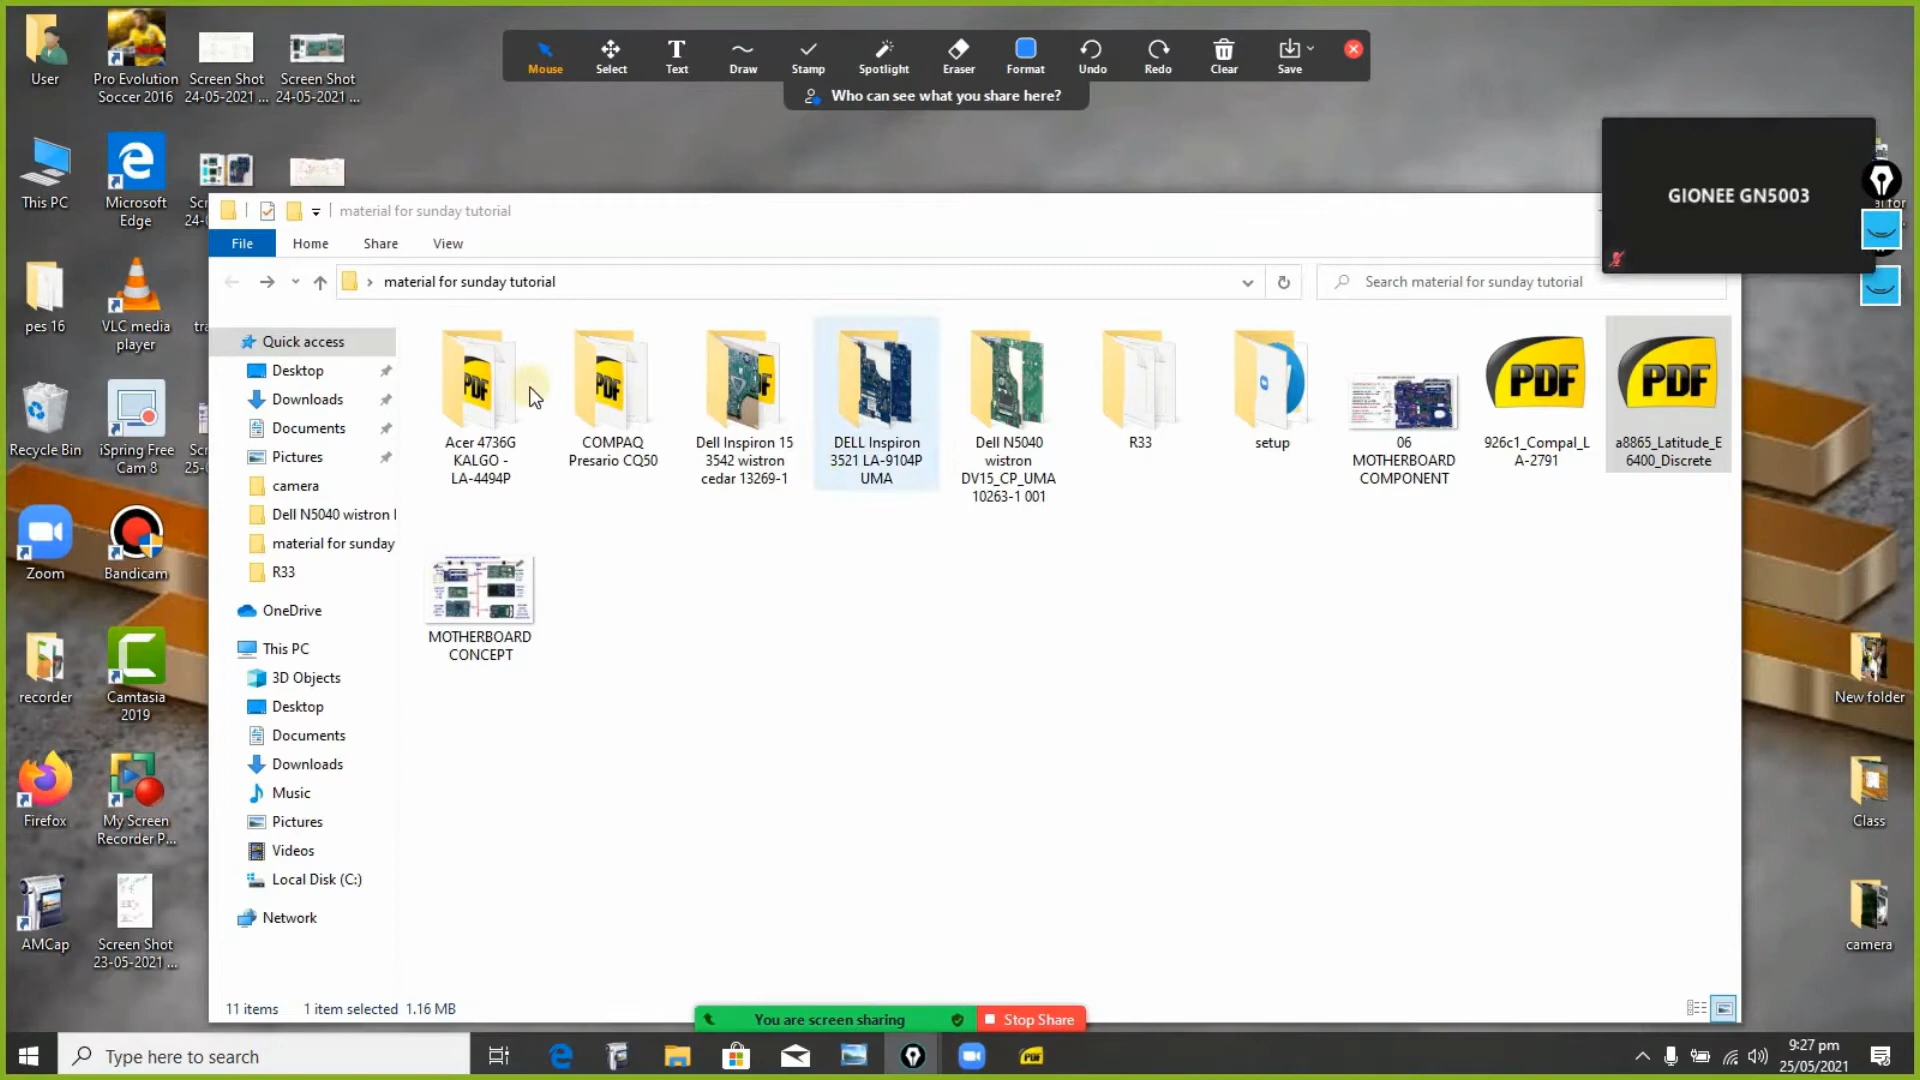 User
Pro Evolution
Soccer 2016
Screen Shot
24-05-2021 ...
Screen Shot
24-05-2021 ...
Mouse
Select
Text
Draw
Stamp
Spotlight
Eraser
Format
Undo
Redo
Clear
Save
Who can see what you share here?
GIONEE GN5003
This PC
Microsoft
Edge
material for sunday tutorial
File
Home
Share
View
material for sunday tutorial
Search material for sunday tutorial
pes 16
VLC media
player
Recycle Bin
iSpring Free
Cam 8
Zoom
Bandicam
recorder
Camtasia
2019
Firefox
My Screen
Recorder P...
AMCap
Screen Shot
23-05-2021 ...
Quick access
Desktop
Downloads
Documents
Pictures
camera
Dell N5040 wistron
material for sunday
R33
OneDrive
This PC
3D Objects
Desktop
Documents
Downloads
Music
Pictures
Videos
Local Disk (C:)
Network
PDF
Acer 4736G
KALGO -
LA-4494P
PDF
COMPAQ
Presario CQ50
Dell Inspiron 15
3542 wistron
cedar 13269-1
DELL Inspiron
3521 LA-9104P
UMA
Dell N5040
wistron
DV15_CP_UMA
10263-1 001
R33
setup
06
MOTHERBOARD
COMPONENT
PDF
926c1_Compal_L
A-2791
PDF
a8865_Latitude_E
6400_Discrete
MOTHERBOARD
CONCEPT
New folder
Class
camera
11 items
1 item selected 1.16 MB
You are screen sharing
Stop Share
Type here to search
PDF
9:27 pm
25/05/2021